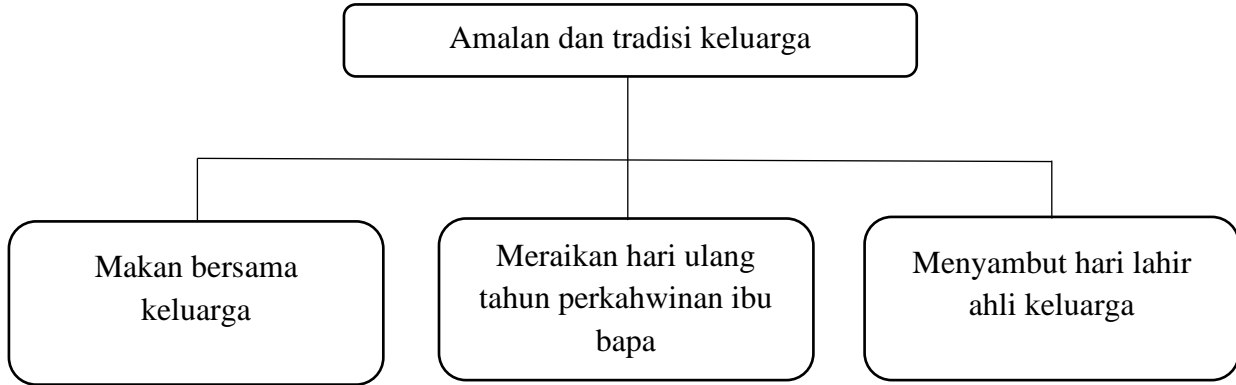 Amalan dan tradisi keluarga
Makan bersama
keluarga
Meraikan hari ulang
tahun perkahwinan ibu
bapa
Menyambut hari lahir
ahli keluarga